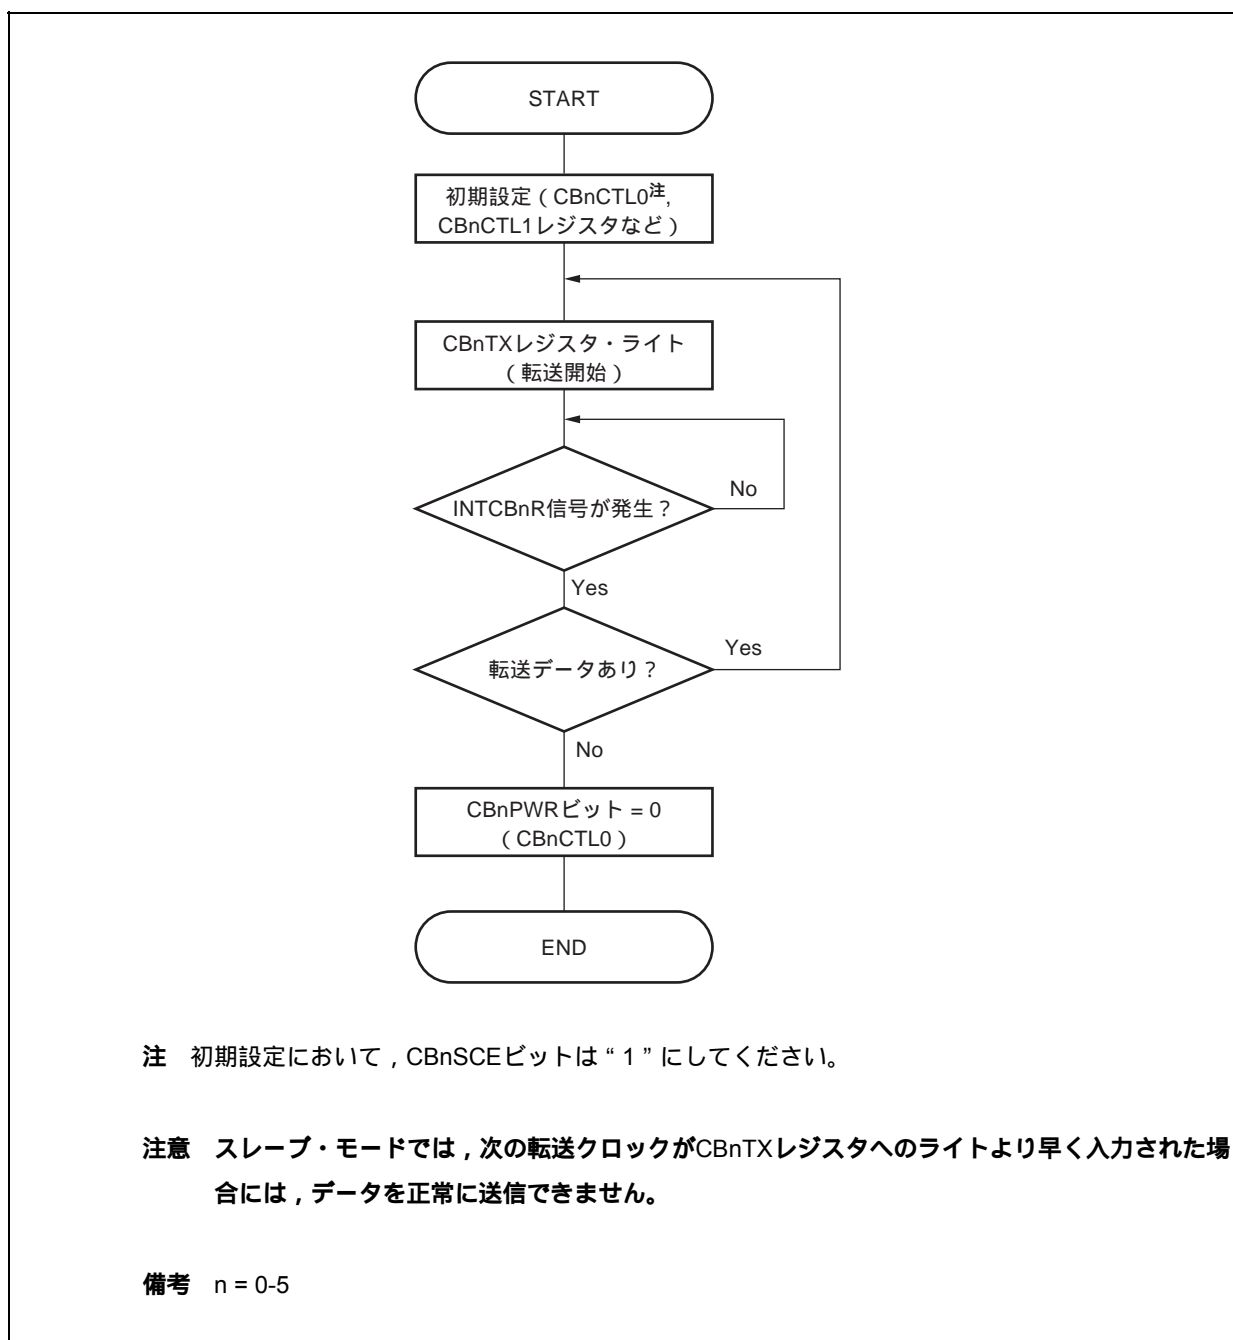 START
初期設定（CBnCTL0注,
CBnCTL1レジスタなど）
CBnTXレジスタ・ライト
（転送開始）
INTCBnR信号が発生？
No
Yes
転送データあり？
Yes
No
CBnPWRビット = 0
（CBnCTL0）
END
注 初期設定において，CBnSCEビットは“1”にしてください。
注意 スレーブ・モードでは，次の転送クロックがCBnTXレジスタへのライトより早く入力された場
合には，データを正常に送信できません。
備考 n = 0-5